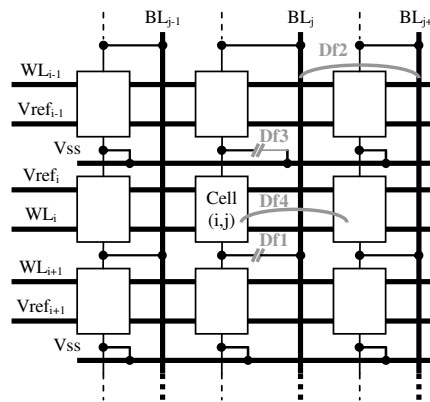 BLj-1 BLj BLj+
Df2
WLi-1
Vrefi-1
Df3
Vss
Vrefi
Cell
(i,j)
Df4
WLi
Df1
WLi+1
Vrefi+1
Vss